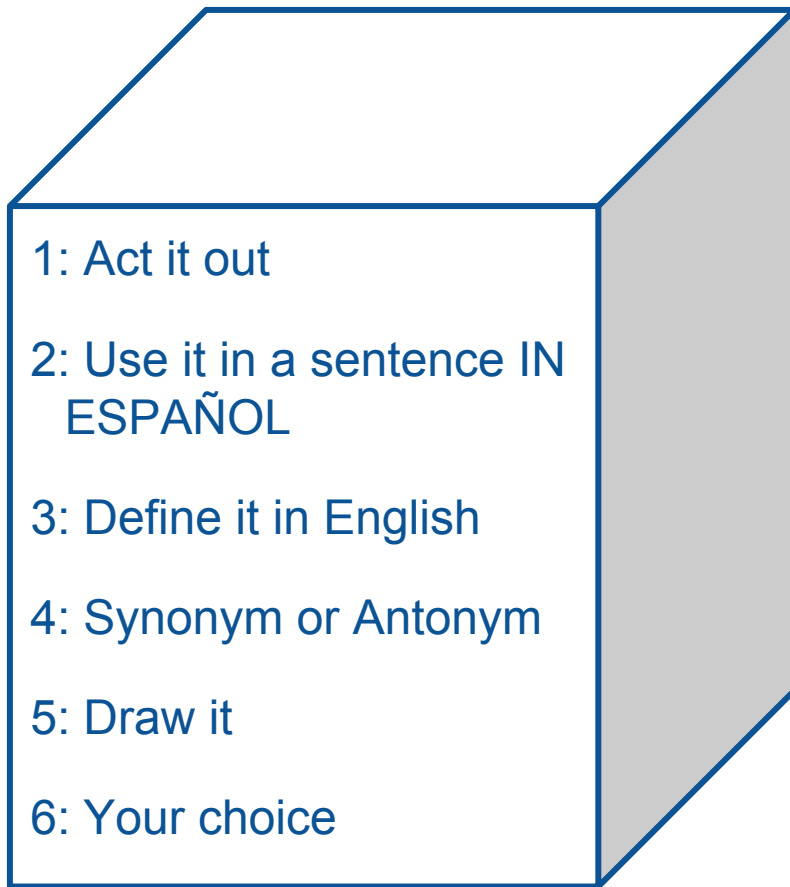 1: Act it out
2: Use it in a sentence IN
ESPAÑOL
3: Define it in English
4: Synonym or Antonym
5: Draw it
6: Your choice